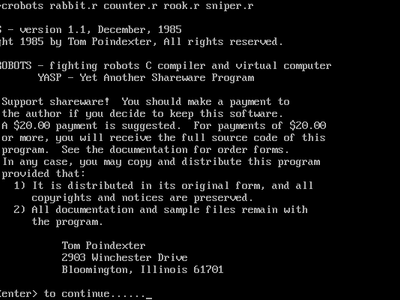 >crobots rabbit.r counter.r rook.r sniper.r
S - version 1.1, December, 1985
ght 1985 by Tom Poindexter, All rights reserved.
ROBOTS - fighting robots C compiler and virtual computer
YASP - Yet Another Shareware Program
Support shareware!  You should make a payment to
the author if you decide to keep this software.
A $20.00 payment is suggested.  For payments of $20.00
or more, you will receive the full source code of this
program.  See the documentation for order forms.
In any case, you may copy and distribute this program
provided that:
1) It is distributed in its original form, and all
copyrights and notices are preserved.
2) All documentation and sample files remain with
the program.
Tom Poindexter
2903 Winchester Drive
Bloomington, Illinois 61701
Enter> to continue......_